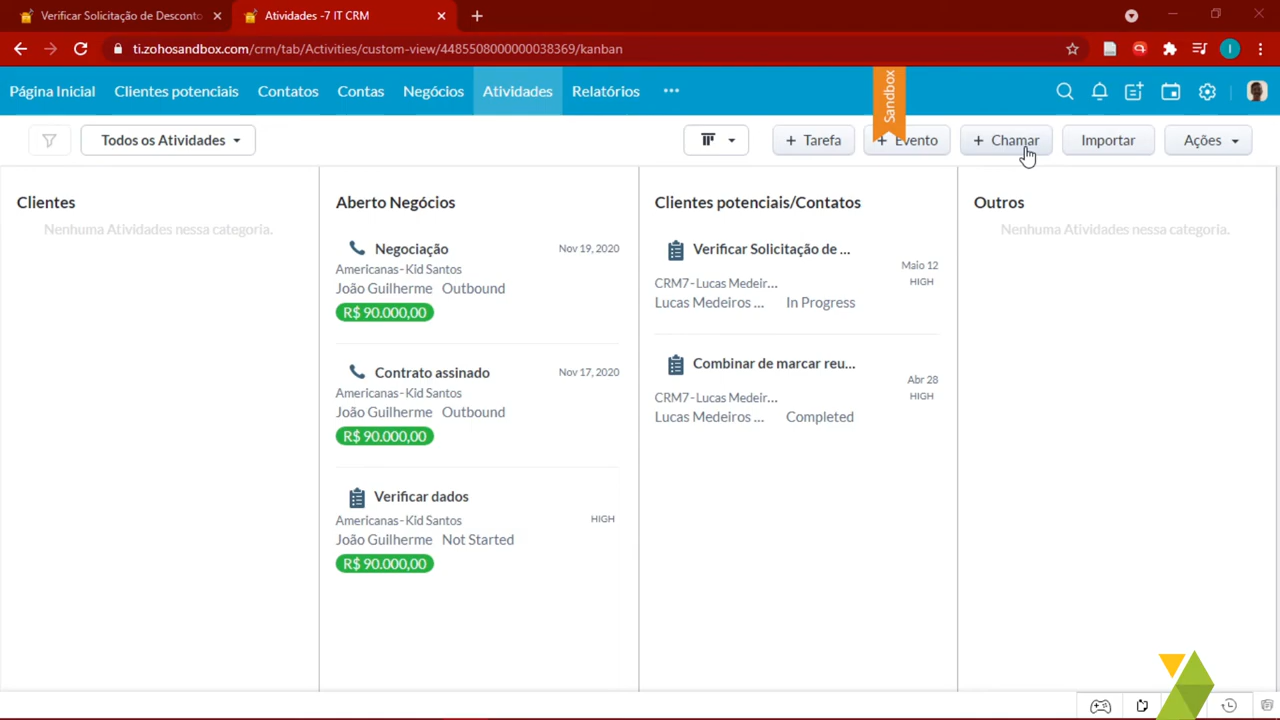 Verificar Solicitação de Desconto
Atividades -7 IT CRM
ti.zohosandbox.com/crm/tab/Activities/custom-view/4485508000000038369/kanban
I
Página Inicial Clientes potenciais Contatos Contas Negócios Atividades Relatórios
Sandbox
Todos os Atividades
+ Tarefa
+ Evento
+ Chamar
Importar
Ações
Clientes
Nenhuma Atividades nessa categoria.
Aberto Negócios
Negociação Nov 19, 2020
Americanas - Kid Santos
João Guilherme Outbound
R$ 90.000,00
Contrato assinado Nov 17, 2020
Americanas - Kid Santos
João Guilherme Outbound
R$ 90.000,00
Verificar dados
Americanas - Kid Santos HIGH
João Guilherme Not Started
R$ 90.000,00
Clientes potenciais/Contatos
Verificar Solicitação de ...
Maio 12
CRM7 - Lucas Medeir... HIGH
Lucas Medeiros ... In Progress
Combinar de marcar reu...
Abr 28
CRM7 - Lucas Medeir... HIGH
Lucas Medeiros ... Completed
Outros
Nenhuma Atividades nessa categoria.